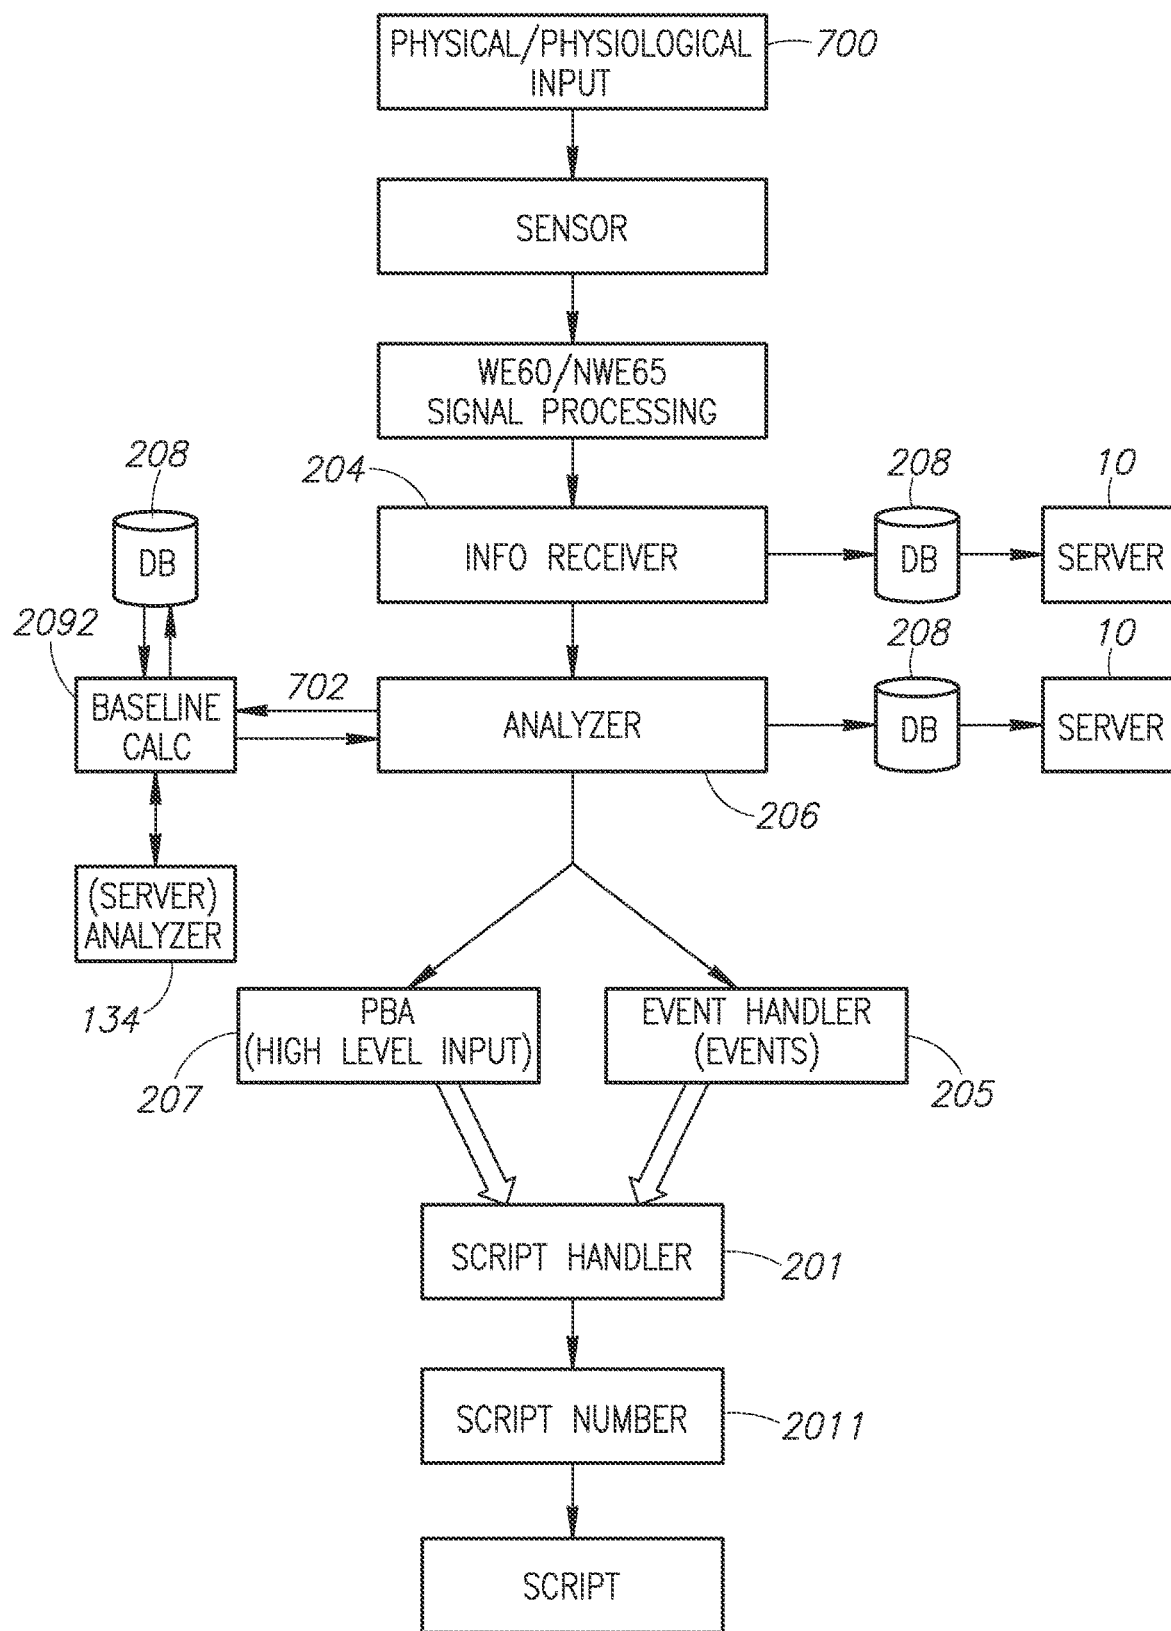 PHYSICAL/PHYSIOLOGICAL
INPUT
700
SENSOR
WE60/NWE65
SIGNAL PROCESSING
208
204
208
10
DB
INFO RECEIVER
DB
SERVER
2092
702
208
10
BASELINE
CALC
ANALYZER
DB
SERVER
206
(SERVER)
ANALYZER
134
PBA
(HIGH LEVEL INPUT)
207
EVENT HANDLER
(EVENTS)
205
SCRIPT HANDLER
201
SCRIPT NUMBER
2011
SCRIPT